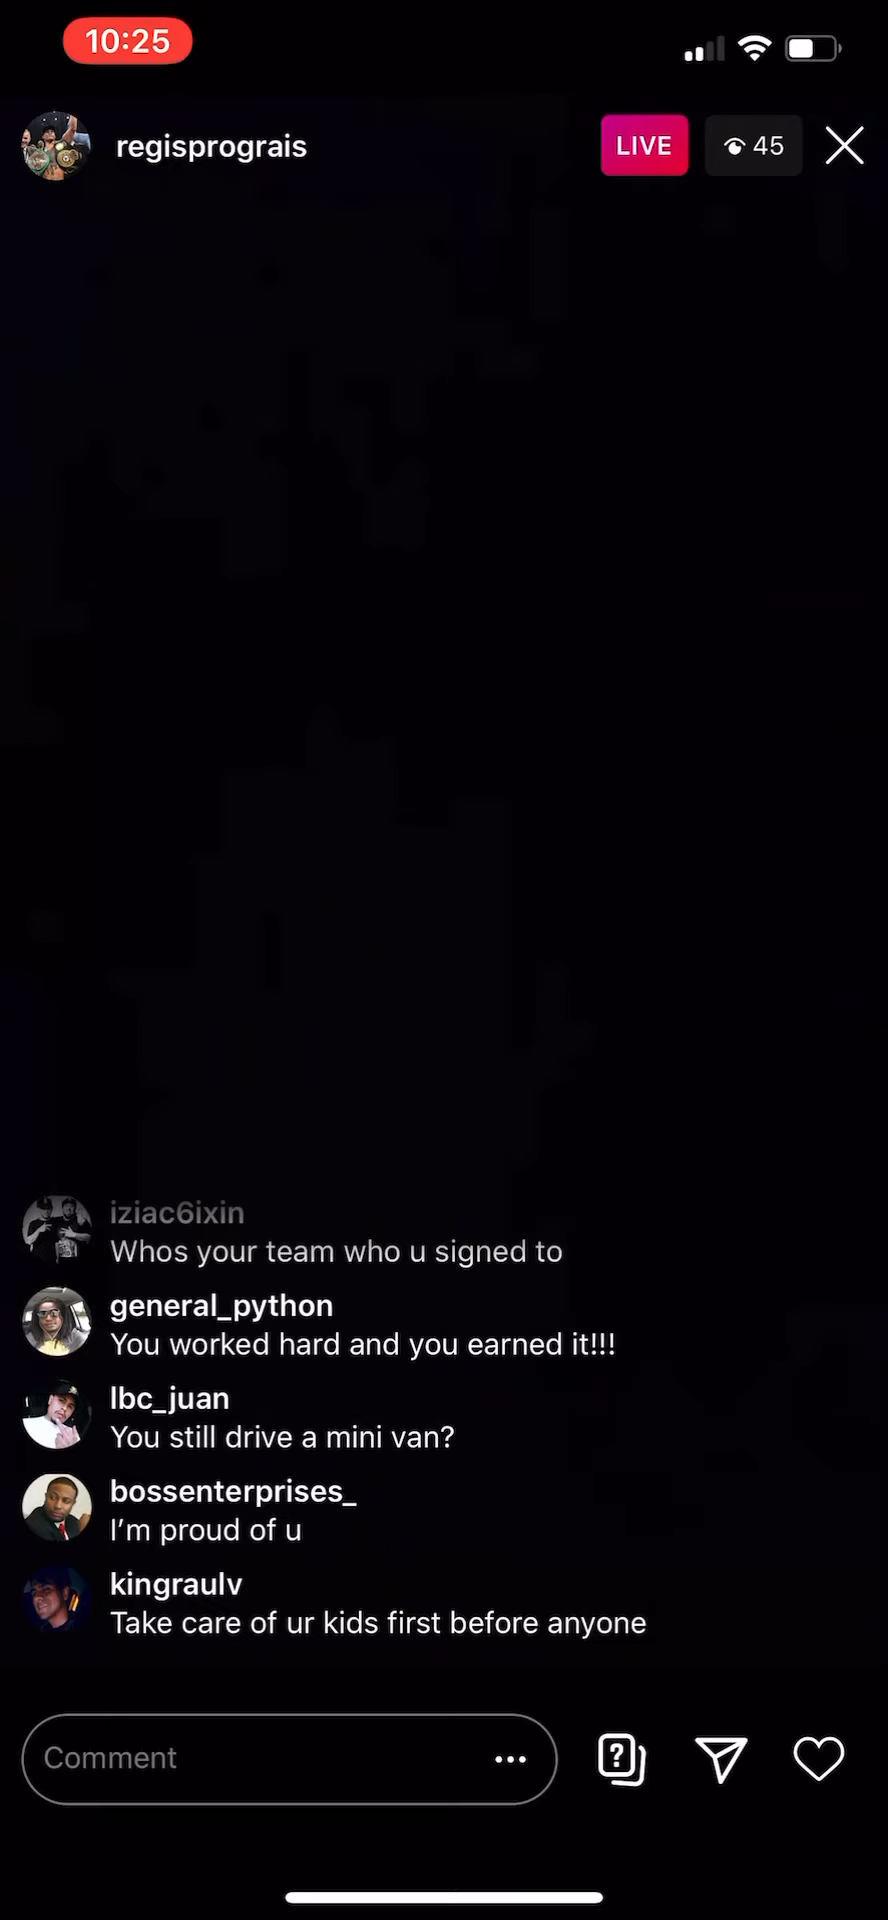 10:25
regisprograis
LIVE
45
iziac6ixin
Whos your team who u signed to
general_python
You worked hard and you earned it!!!
lbc_juan
You still drive a mini van?
bossenterprises_
I’m proud of u
kingraulv
Take care of ur kids first before anyone
Comment
?